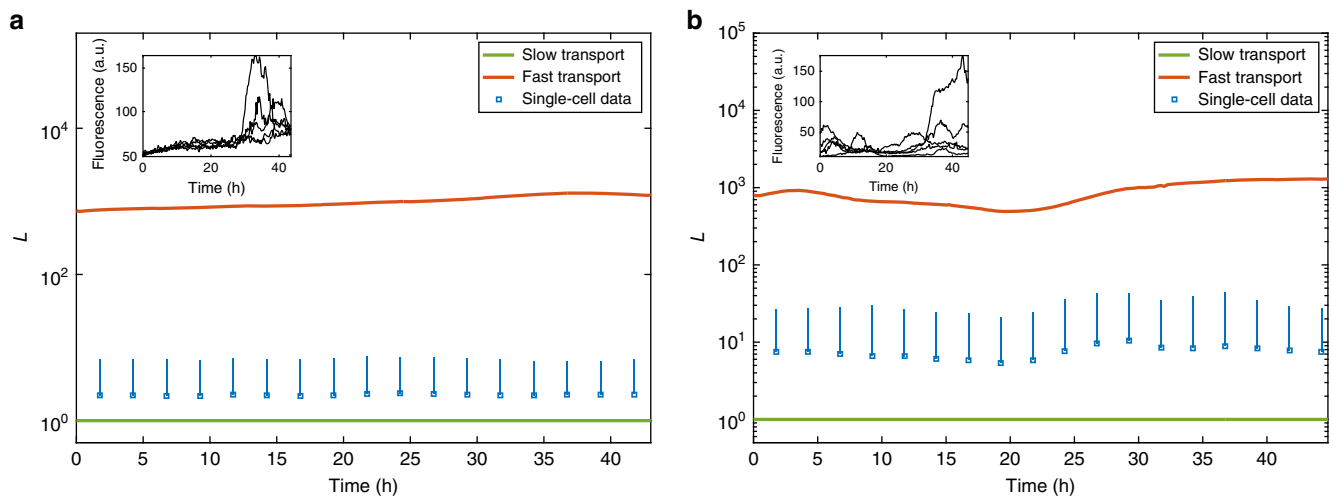 a
Slow transport
Fast transport
Single-cell data
Fluorescence (a.u.)
150
100
50
0 20 40
Time (h)
10^4
10^2
10^0
L
0 5 10 15 20 25 30 35 40
Time (h)
b
Slow transport
Fast transport
Single-cell data
Fluorescence (a.u.)
150
100
50
0 20 40
Time (h)
10^5
10^4
10^3
10^2
10^1
10^0
L
0 5 10 15 20 25 30 35 40
Time (h)